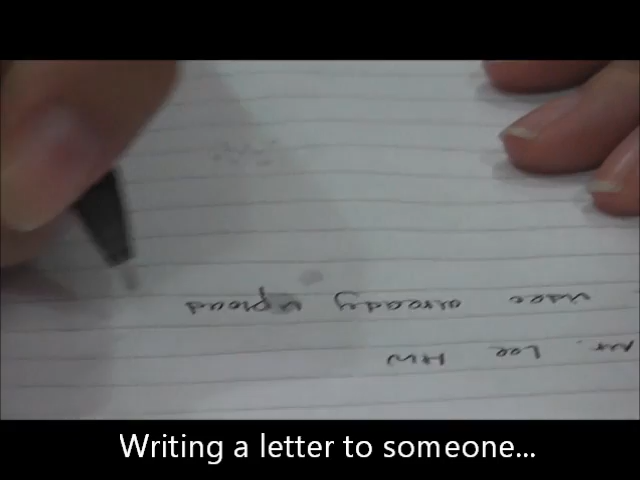 Mr. Lee HW
video already upload
Writing a letter to someone...